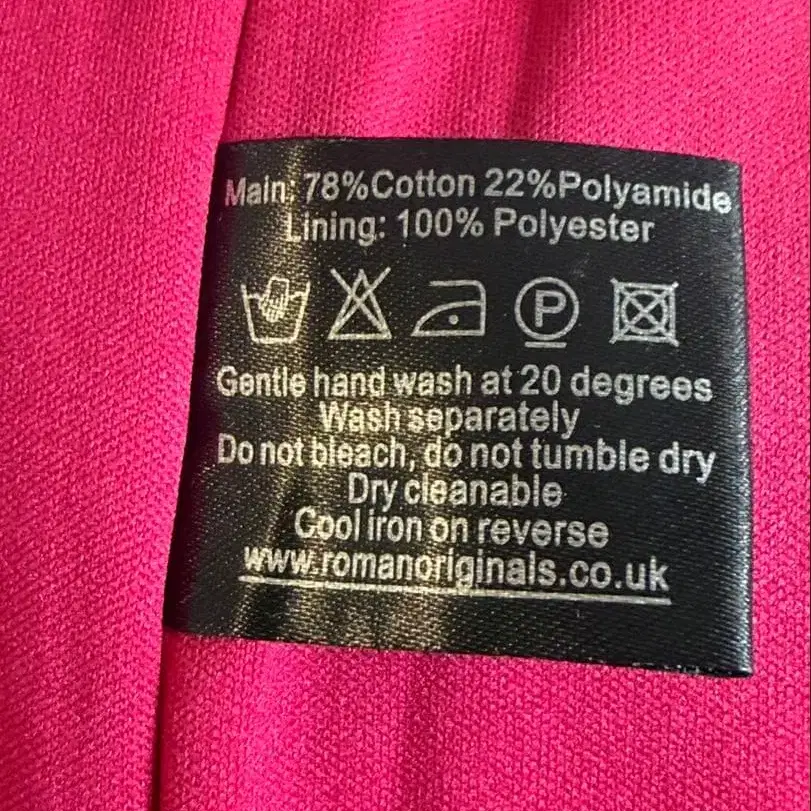 Main: 78%Cotton 22%Polyamide
Lining: 100% Polyester
P
Gentle hand wash at 20 degrees
Wash separately
Do not bleach, do not tumble dry
Dry cleanable
Cool iron on reverse
www.romanoriginals.co.uk